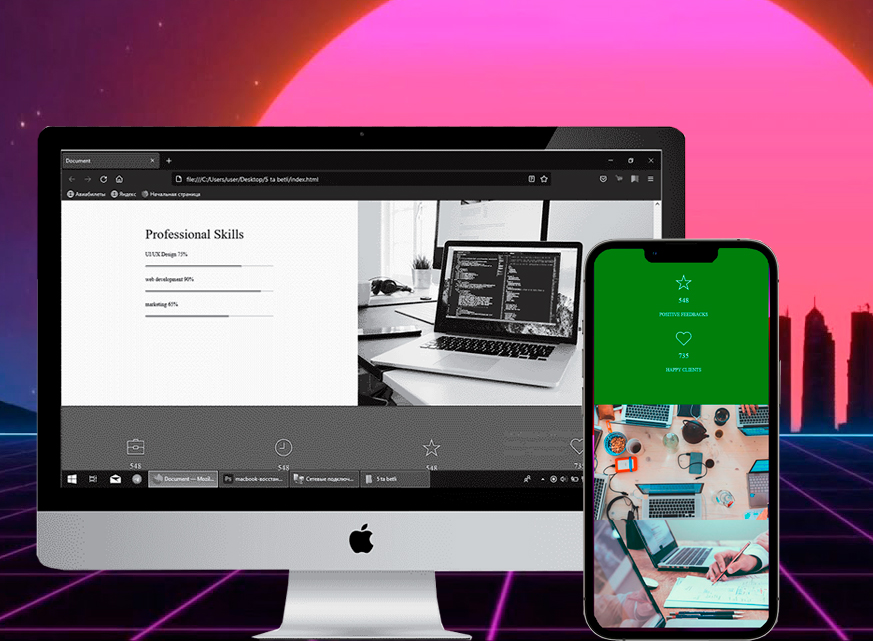 Document
file:///C:/Users/user/Desktop/5 ta betli/index.html
Авиабилеты
Яндекс
Начальная страница
Professional Skills
UI/UX Design 75%
web development 90%
marketing 65%
548
548
548
Document — Mozil...
Ps
macbook-восстан...
Сетевые подключ...
5 ta betli
548
POSITIVE FEEDBACKS
735
HAPPY CLIENTS